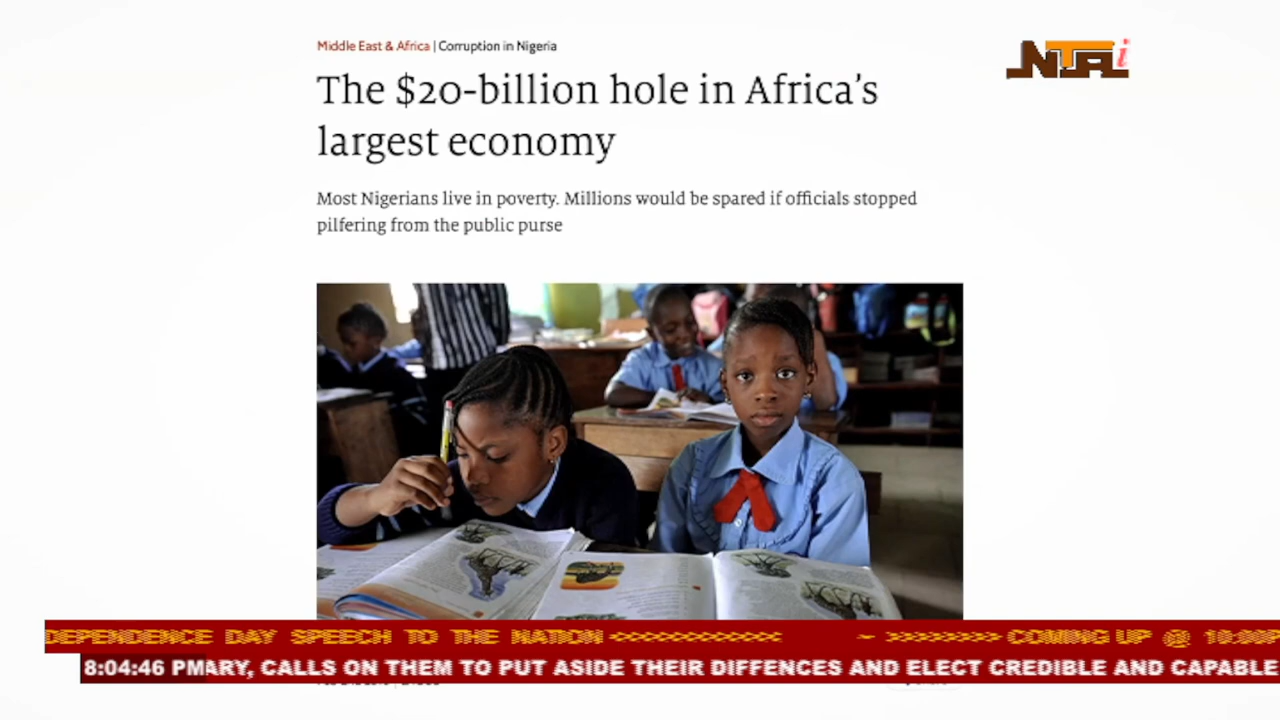 Middle East & Africa | Corruption in Nigeria
NTA i
The $20-billion hole in Africa's
largest economy
Most Nigerians live in poverty. Millions would be spared if officials stopped
pilfering from the public purse
DEPENDENCE DAY SPEECH TO THE NATION <<<<<<<<<<<<<<<< ~ >>>>>>>>>> COMING UP @ 10:00P
8:04:46 PM ARY, CALLS ON THEM TO PUT ASIDE THEIR DIFFENCES AND ELECT CREDIBLE AND CAPABLE